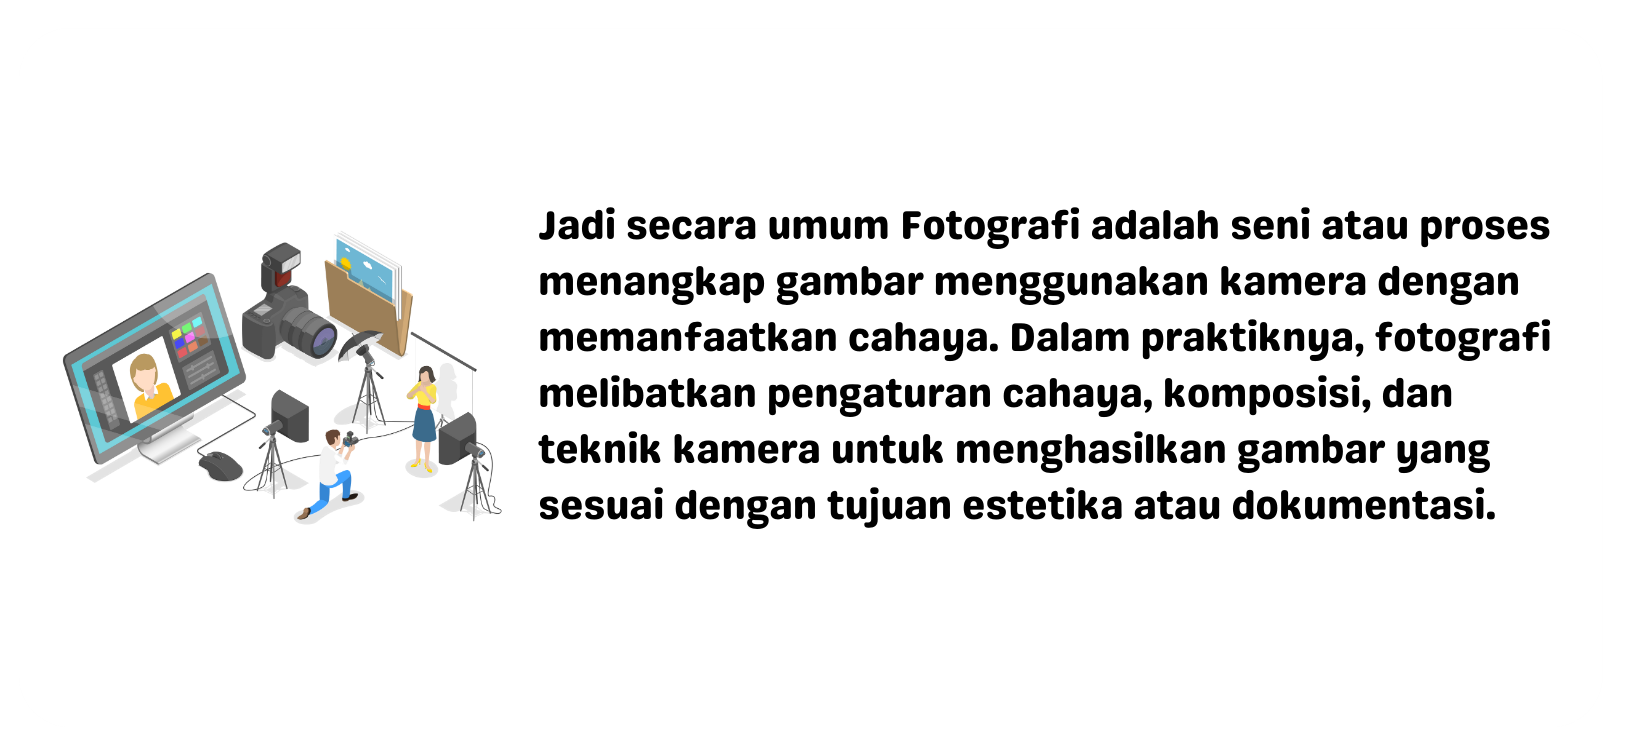 Jadi secara umum Fotografi adalah seni atau proses
menangkap gambar menggunakan kamera dengan
memanfaatkan cahaya. Dalam praktiknya, fotografi
melibatkan pengaturan cahaya, komposisi, dan
teknik kamera untuk menghasilkan gambar yang
sesuai dengan tujuan estetika atau dokumentasi.